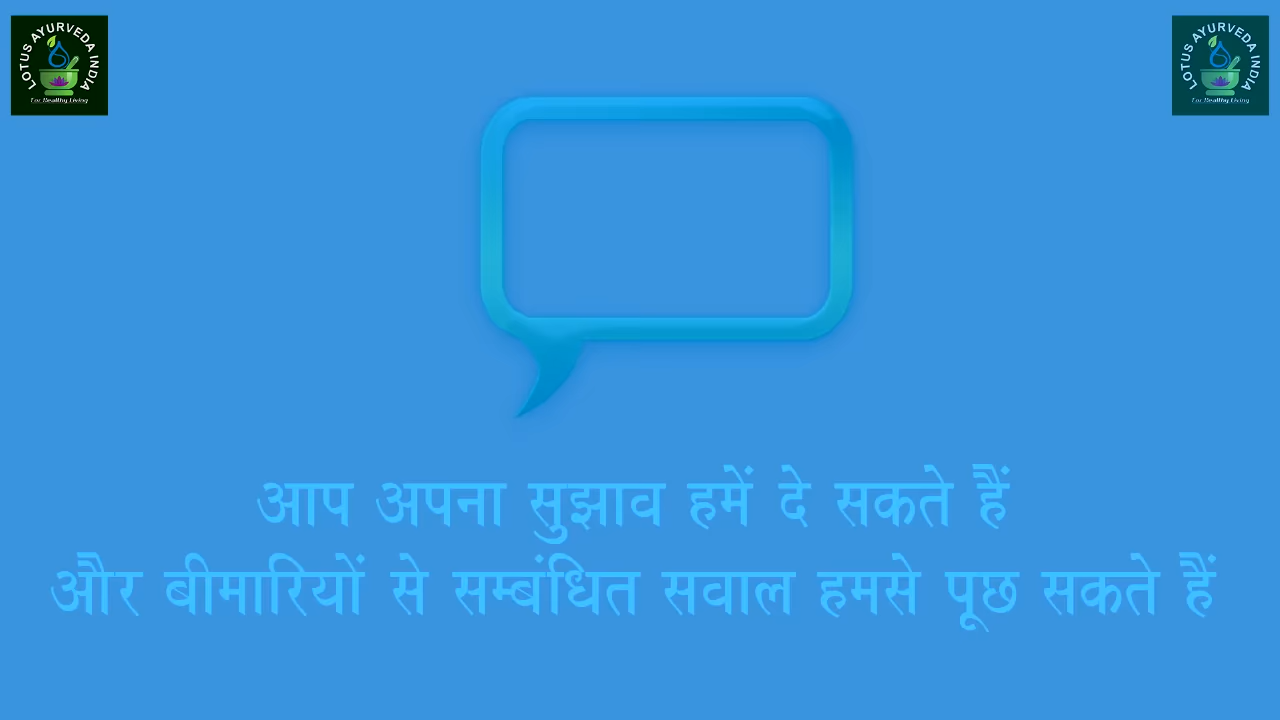 LOTUS AYURVEDA INDIA
For Healthy Living
LOTUS AYURVEDA INDIA
For Healthy Living
आप अपना सुझाव हमें दे सकते हैं
और बीमारियों से सम्बंधित सवाल हमसे पूछ सकते हैं